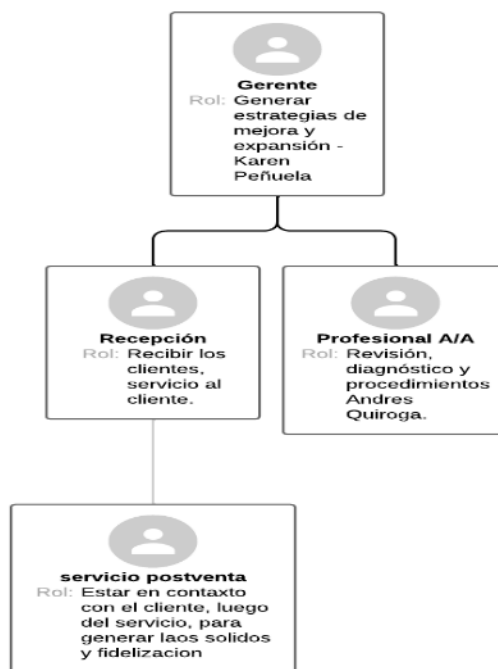 Gerente
Rol: Generar
estrategias de
mejora y
expansión -
Karen
Peñuela
Recepción
Rol: Recibir los
clientes,
servicio al
cliente.
Profesional A/A
Rol: Revisión,
diagnóstico y
procedimientos
Andres
Quiroga.
servicio postventa
Rol: Estar en contaxto
con el cliente, luego
del servicio, para
generar laos solidos
y fidelizacion